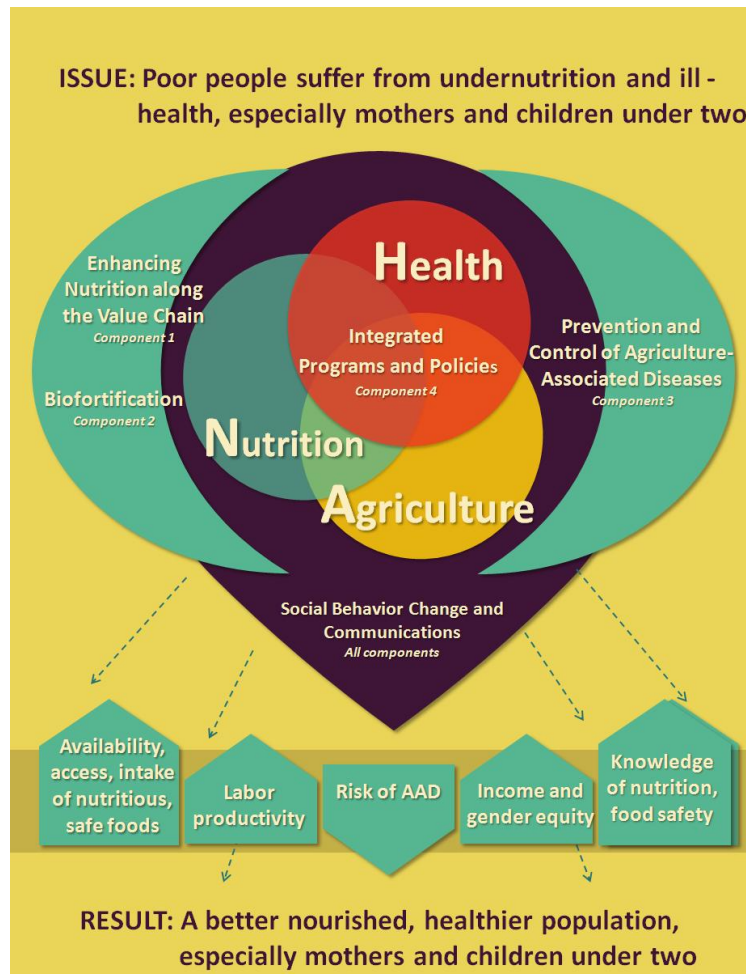 ISSUE: Poor people suffer from undernutrition and ill -
health, especially mothers and children under two
Enhancing
Nutrition along
the Value Chain
Component 1
Biofortification
Component 2
Health
Integrated
Programs and Policies
Component 4
Nutrition
Agriculture
Prevention and
Control of Agriculture-
Associated Diseases
Component 3
Social Behavior Change and
Communications
All components
Availability,
access, intake
of nutritious,
safe foods
Labor
productivity
Risk of AAD
Income and
gender equity
Knowledge
of nutrition,
food safety
RESULT: A better nourished, healthier population,
especially mothers and children under two